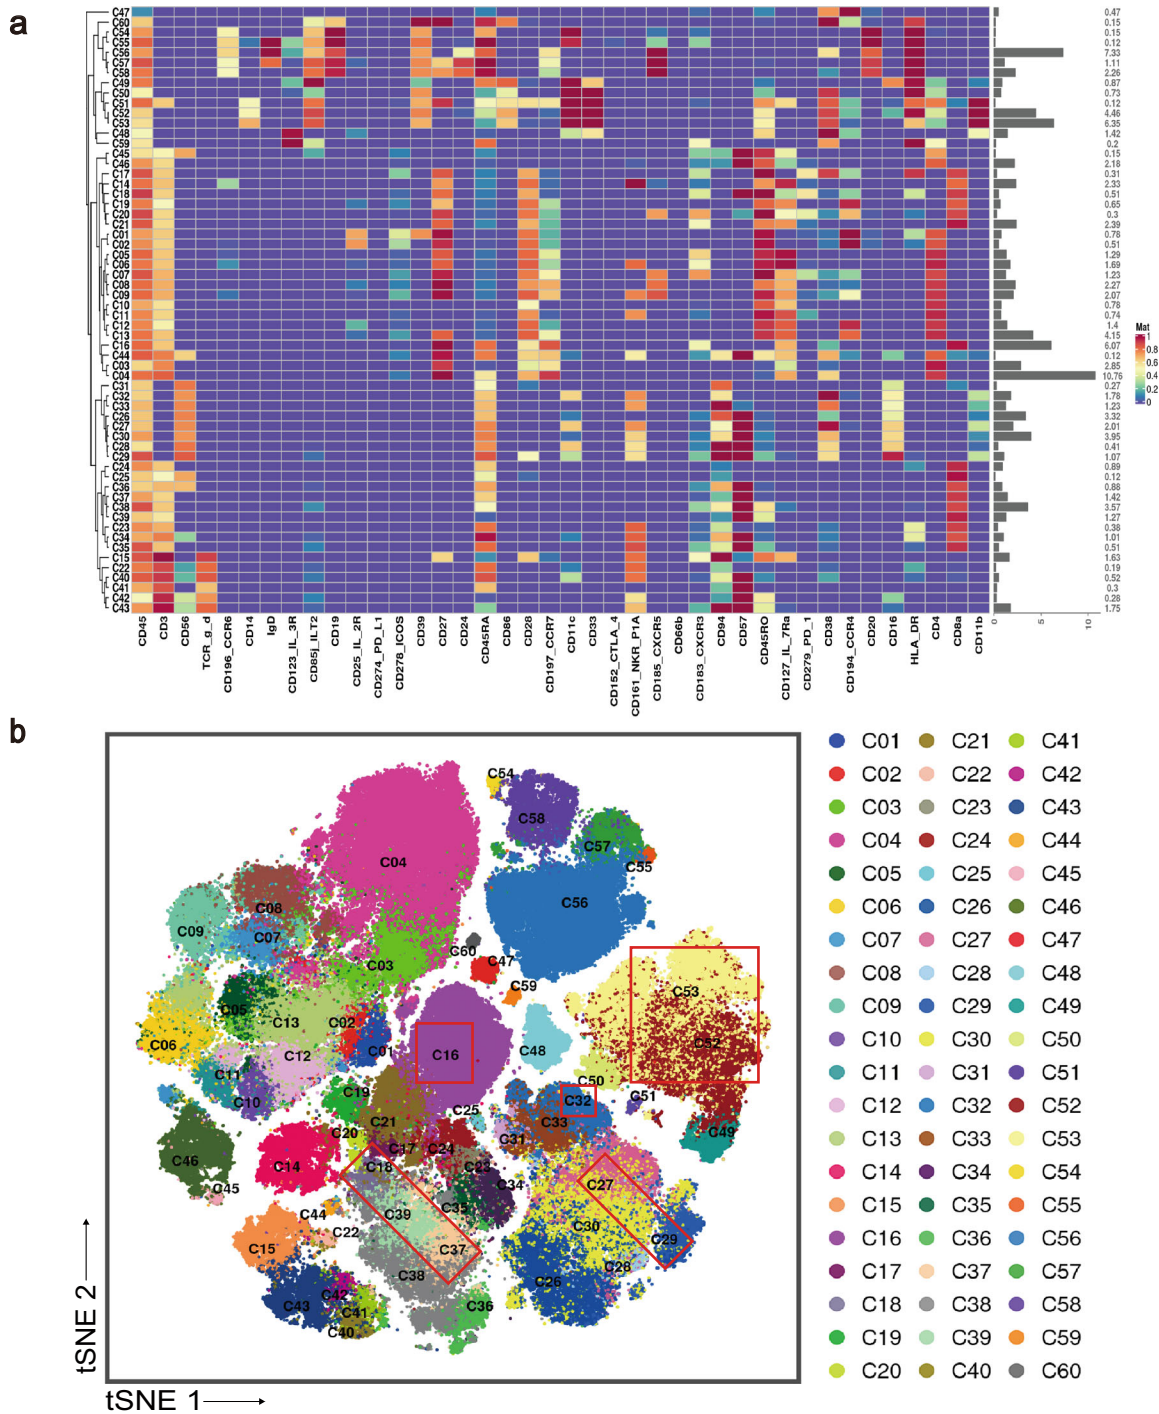 a
C47 0.47
C60 0.15
C54 0.15
C55 0.12
C56 7.33
C57 1.11
C58 2.26
C49 0.87
C50 0.73
C51 0.12
C52 4.46
C53 6.35
C48 1.42
C59 0.2
C45 0.15
C46 2.18
C17 0.31
C14 2.33
C18 0.51
C19 0.65
C20 0.3
C21 2.39
C01 0.78
C02 0.51
C05 1.29
C06 1.69
C07 1.23
C08 2.27
C09 2.07
C10 0.78
C11 0.74
C12 1.4
C13 4.15
C16 6.07
C44 0.12
C03 2.85
C04 10.76
C31 0.27
C32 1.78
C33 1.23
C26 3.32
C27 2.01
C30 3.95
C28 0.41
C29 1.07
C24 0.89
C25 0.12
C36 0.88
C37 1.42
C38 3.57
C39 1.27
C23 0.38
C34 1.01
C35 0.51
C15 1.63
C22 0.19
C40 0.52
C41 0.3
C42 0.28
C43 1.75
Mat
1
0.8
0.6
0.4
0.2
0
0 5 10
CD45
CD3
CD56
TCR_g_d
CD196_CCR6
CD14
IgD
CD123_IL_3R
CD85j_ILT2
CD19
CD25_IL_2R
CD274_PD_L1
CD278_ICOS
CD39
CD27
CD24
CD45RA
CD86
CD28
CD197_CCR7
CD11c
CD33
CD152_CTLA_4
CD161_NKR_P1A
CD185_CXCR5
CD66b
CD183_CXCR3
CD94
CD57
CD45RO
CD127_IL_7Ra
CD279_PD_1
CD38
CD194_CCR4
CD20
CD16
HLA_DR
CD4
CD8a
CD11b
b
C54
C58
C57
C04
C55
C08
C56
C09
C07
C60
C47
C03
C59
C53
C05
C13
C02
C06
C52
C12
C01
C16
C48
C11
C50
C19
C10
C32
C51
C25
C21
C33
C20
C49
C31
C17
C24
C46
C14
C18
C23
C27
C34
C45
C35
C44
C39
C30
C22
C29
C15
C37
C28
C38
C26
C42
C43
C36
C41
C40
tSNE 2
tSNE 1
C01 C21 C41
C02 C22 C42
C03 C23 C43
C04 C24 C44
C05 C25 C45
C06 C26 C46
C07 C27 C47
C08 C28 C48
C09 C29 C49
C10 C30 C50
C11 C31 C51
C12 C32 C52
C13 C33 C53
C14 C34 C54
C15 C35 C55
C16 C36 C56
C17 C37 C57
C18 C38 C58
C19 C39 C59
C20 C40 C60